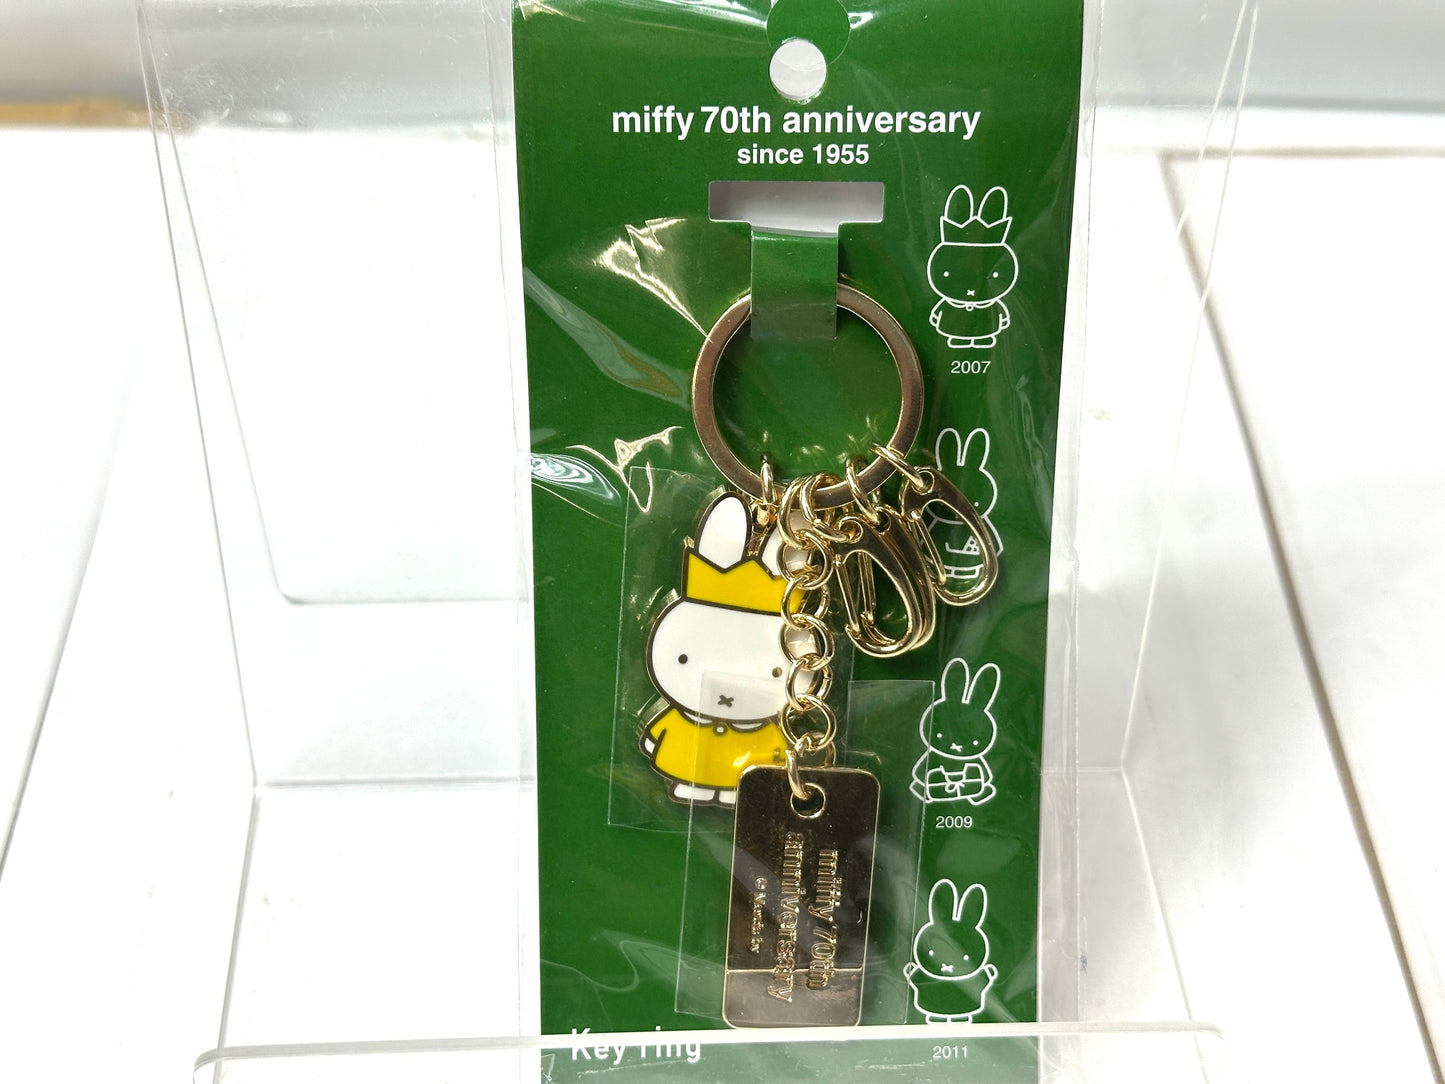 miffy 70th anniversary
since 1955
2007
2009
2011
miffy 70th
anniversary
Key ring